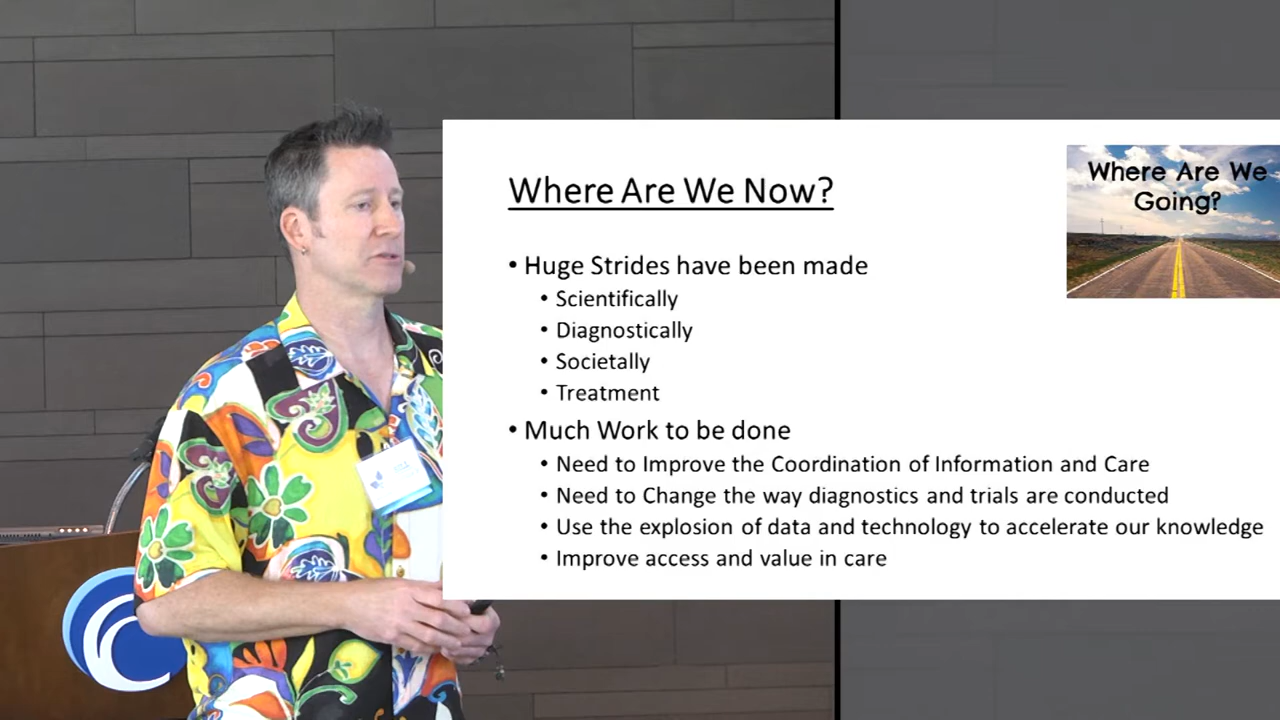 Where Are We Now?
Where Are We
Going?
• Huge Strides have been made
• Scientifically
• Diagnostically
• Societally
• Treatment
• Much Work to be done
• Need to Improve the Coordination of Information and Care
• Need to Change the way diagnostics and trials are conducted
• Use the explosion of data and technology to accelerate our knowledge
• Improve access and value in care